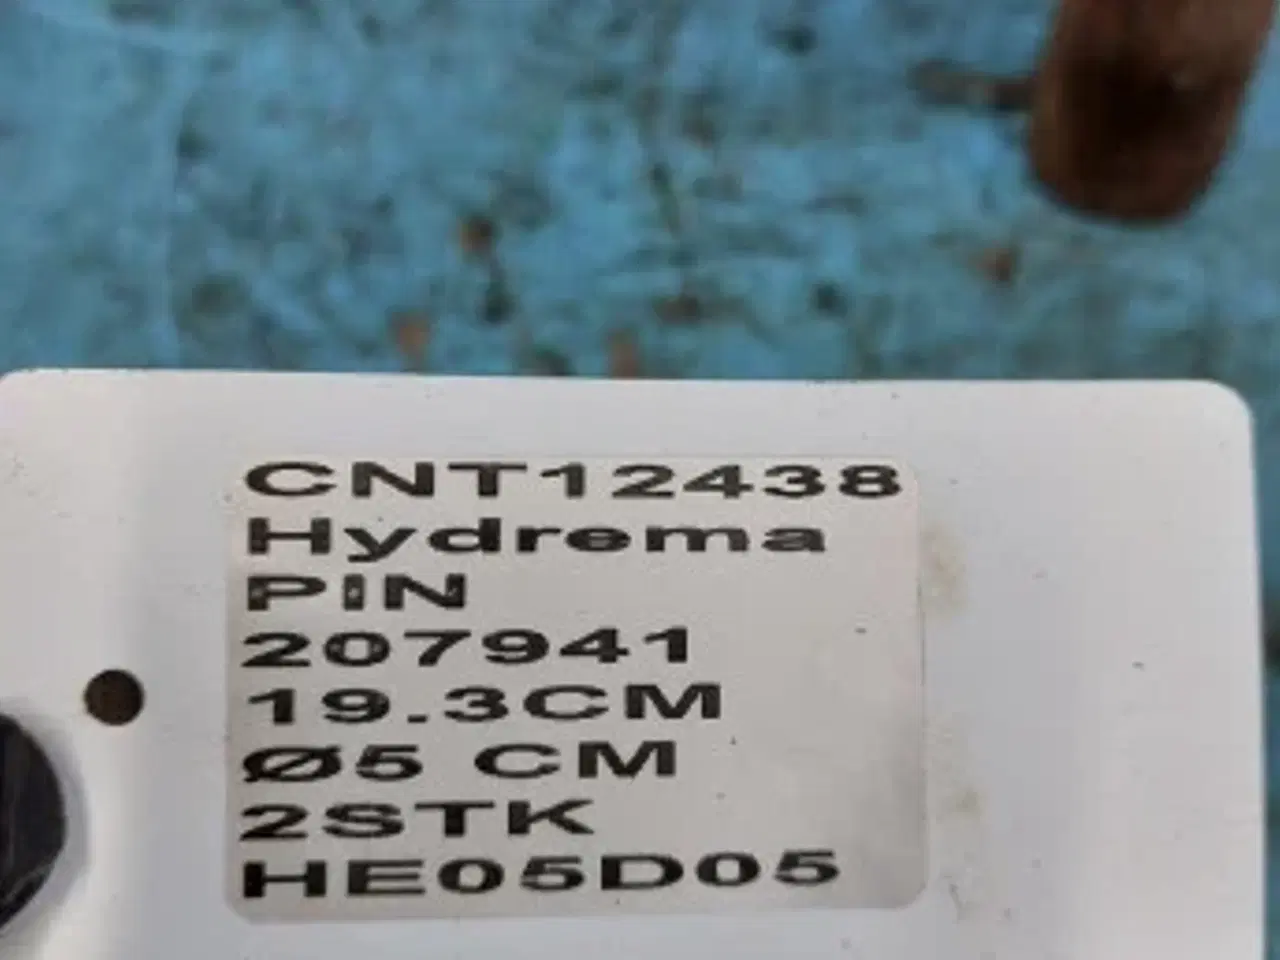 CNT12438
Hydrema
PIN
207941
19.3CM
Ø5 CM
2STK
HE05D05